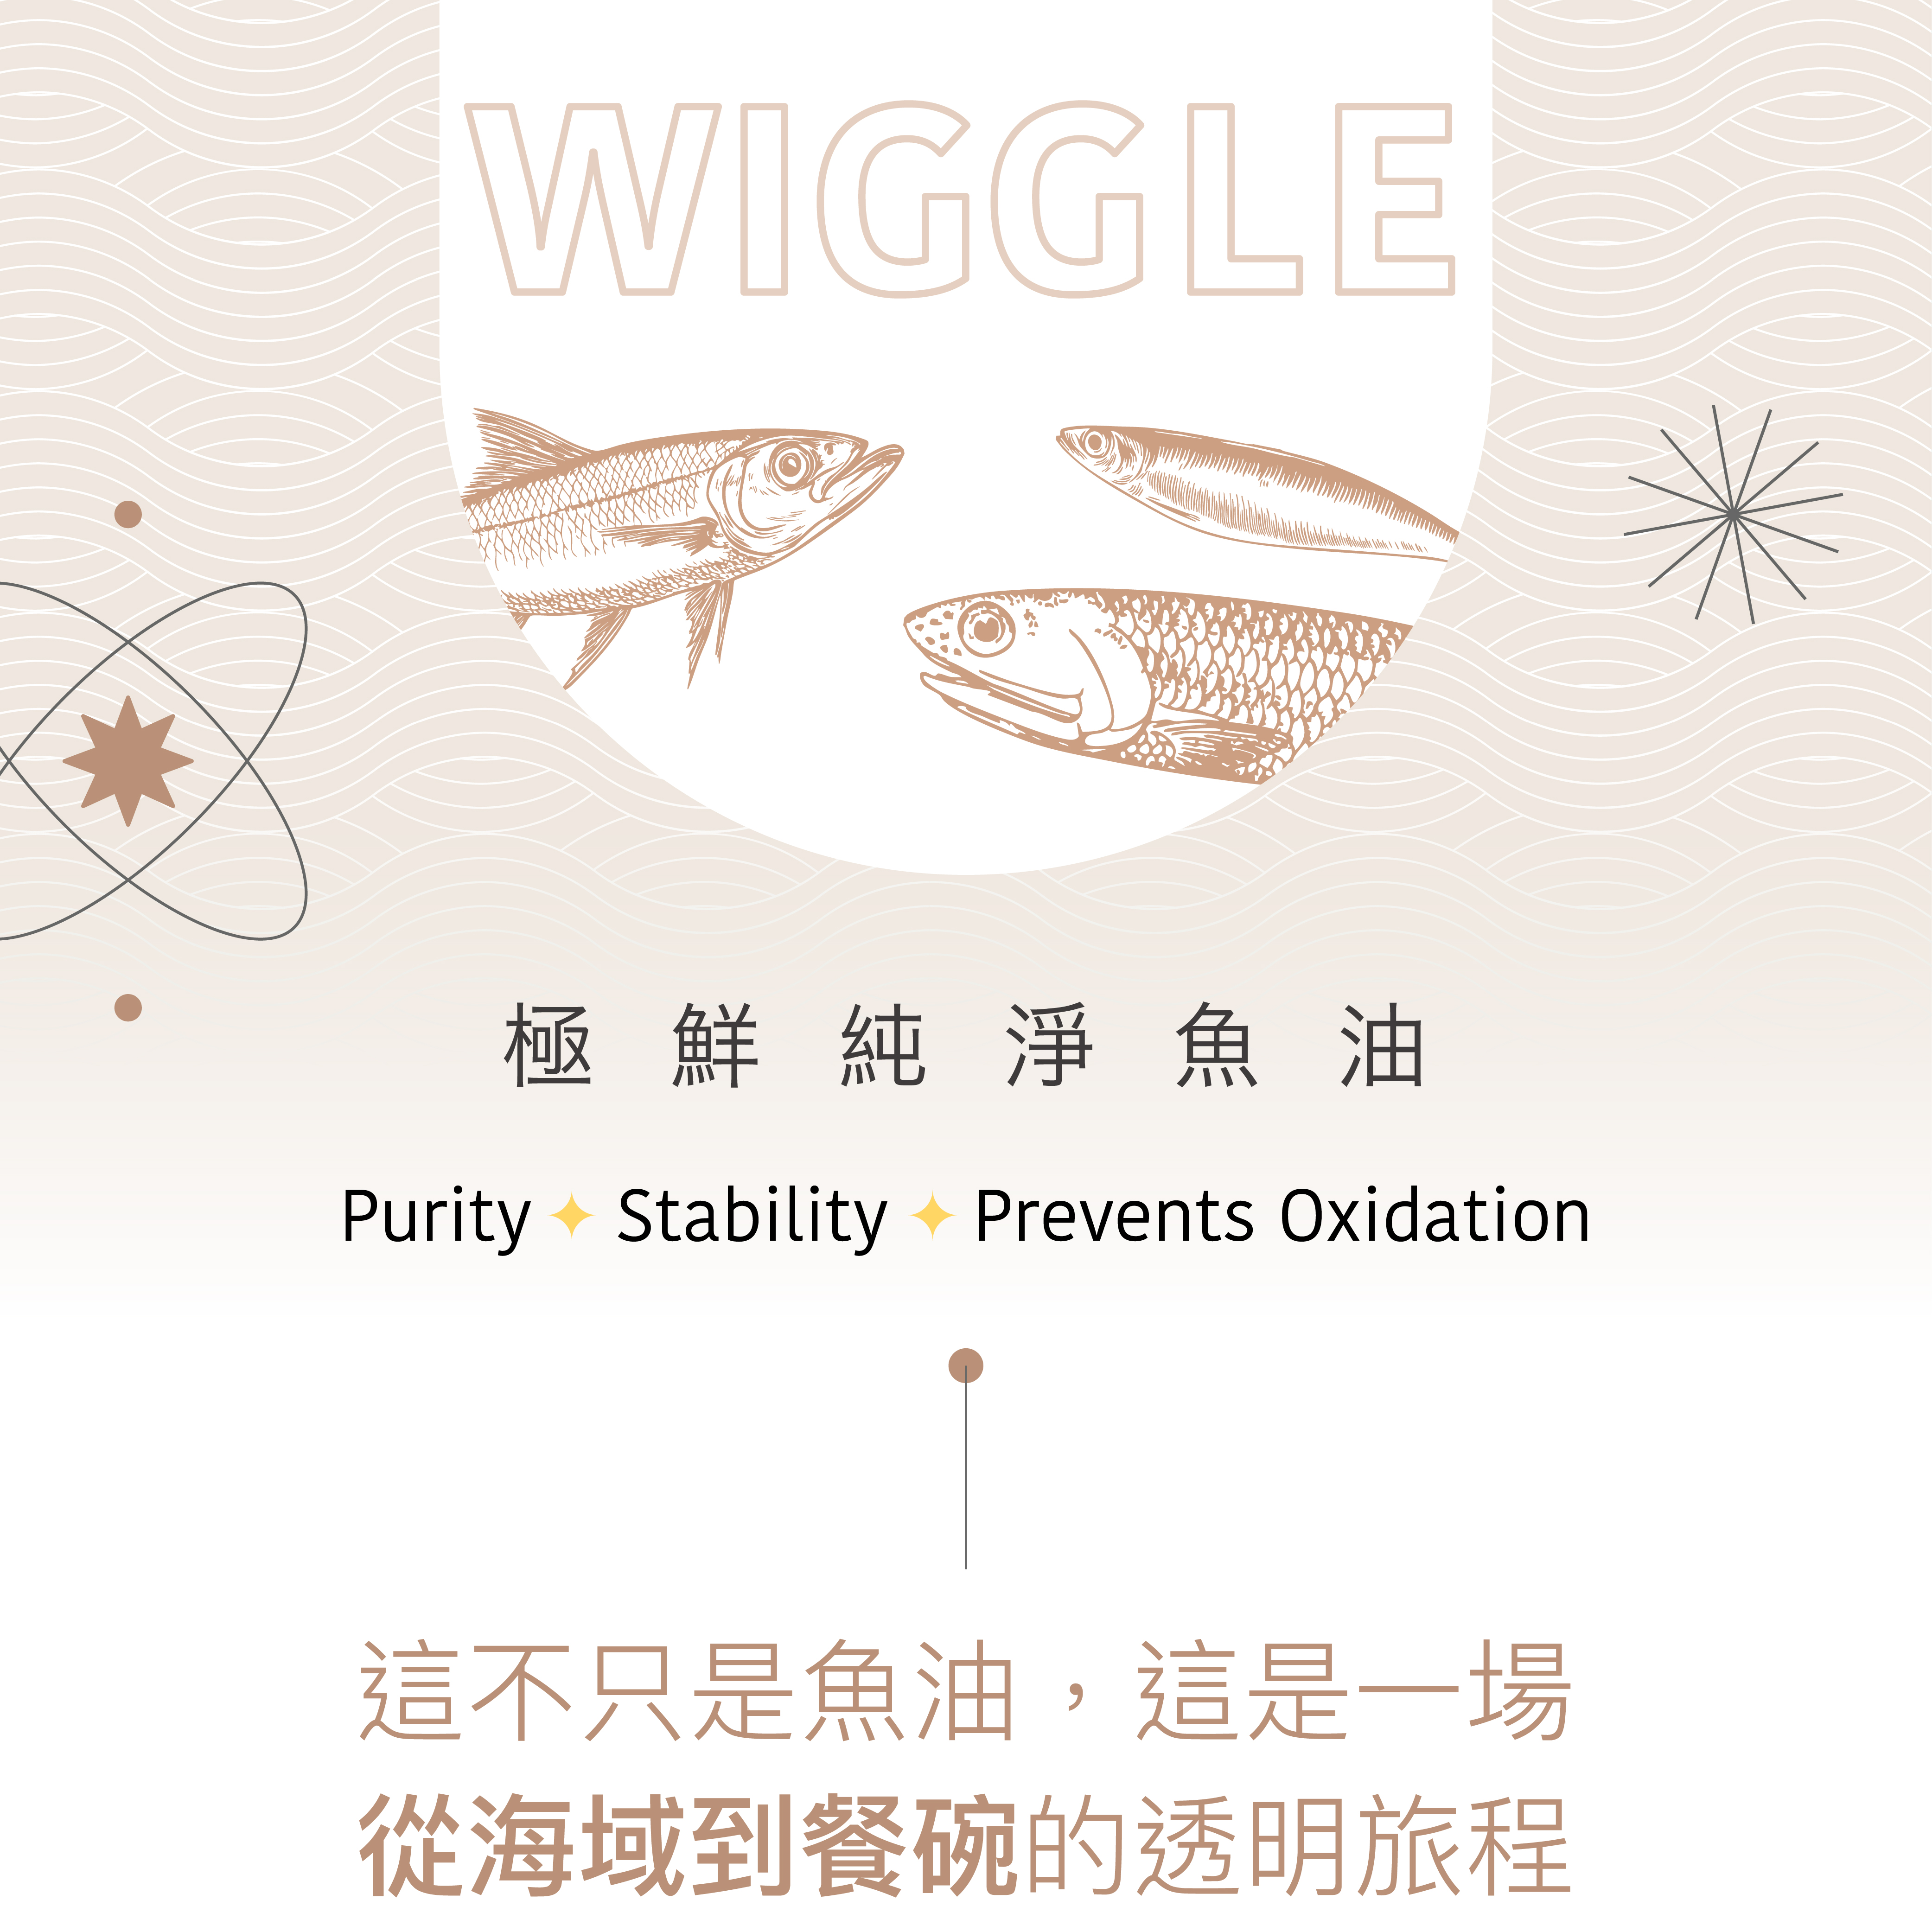 WIGGLE
極鮮純淨魚油
Purity ✦ Stability ✦ Prevents Oxidation
這不只是魚油，這是一場
從海域到餐碗的透明旅程